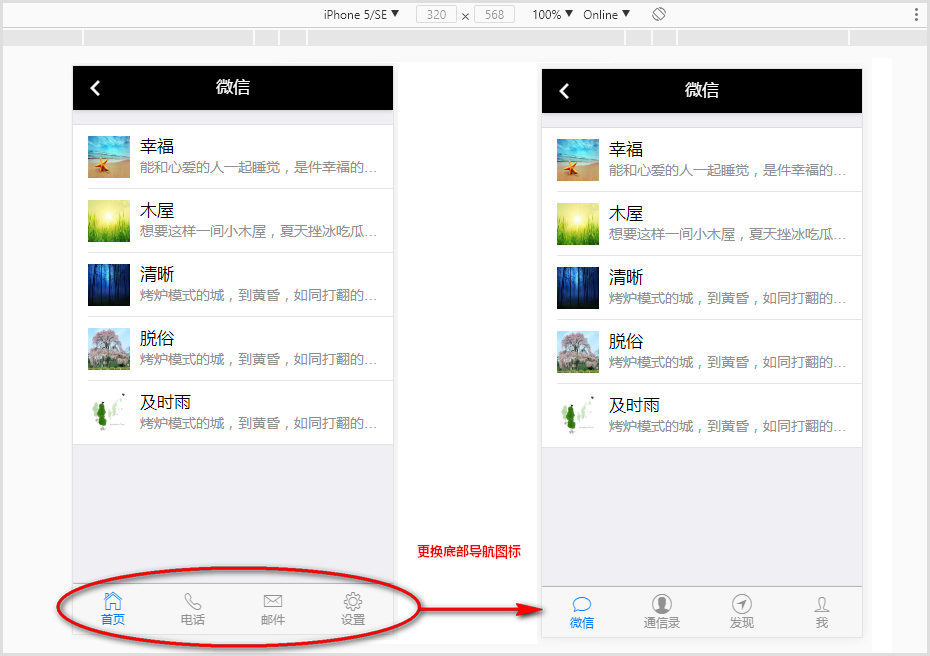 iPhone 5/SE ▼ 320 × 568 100% ▼ Online ▼
微信
幸福
能和心爱的人一起睡觉，是件幸福的...
木屋
想要这样一间小木屋，夏天挫冰吃瓜...
清晰
烤炉模式的城，到黄昏，如同打翻的...
脱俗
烤炉模式的城，到黄昏，如同打翻的...
及时雨
烤炉模式的城，到黄昏，如同打翻的...
首页 电话 邮件 设置
更换底部导航图标
微信
幸福
能和心爱的人一起睡觉，是件幸福的...
木屋
想要这样一间小木屋，夏天挫冰吃瓜...
清晰
烤炉模式的城，到黄昏，如同打翻的...
脱俗
烤炉模式的城，到黄昏，如同打翻的...
及时雨
烤炉模式的城，到黄昏，如同打翻的...
微信 通信录 发现 我